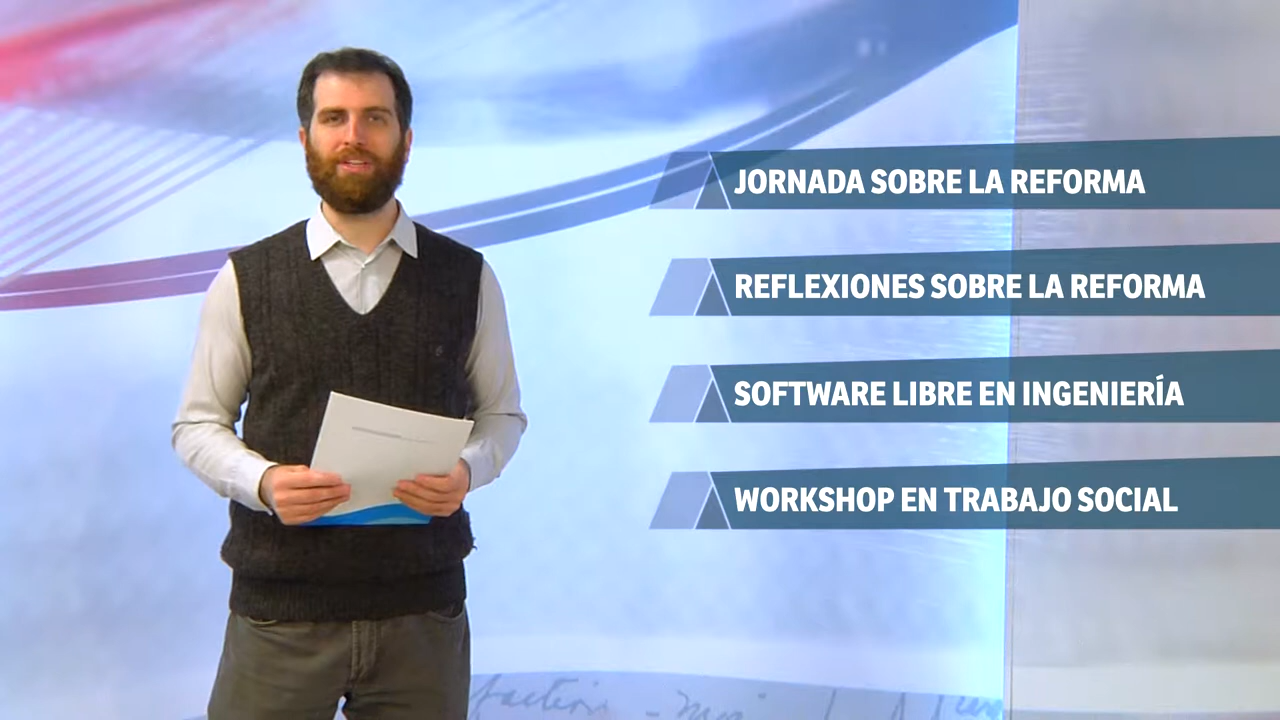 JORNADA SOBRE LA REFORMA
REFLEXIONES SOBRE LA REFORMA
SOFTWARE LIBRE EN INGENIERÍA
WORKSHOP EN TRABAJO SOCIAL